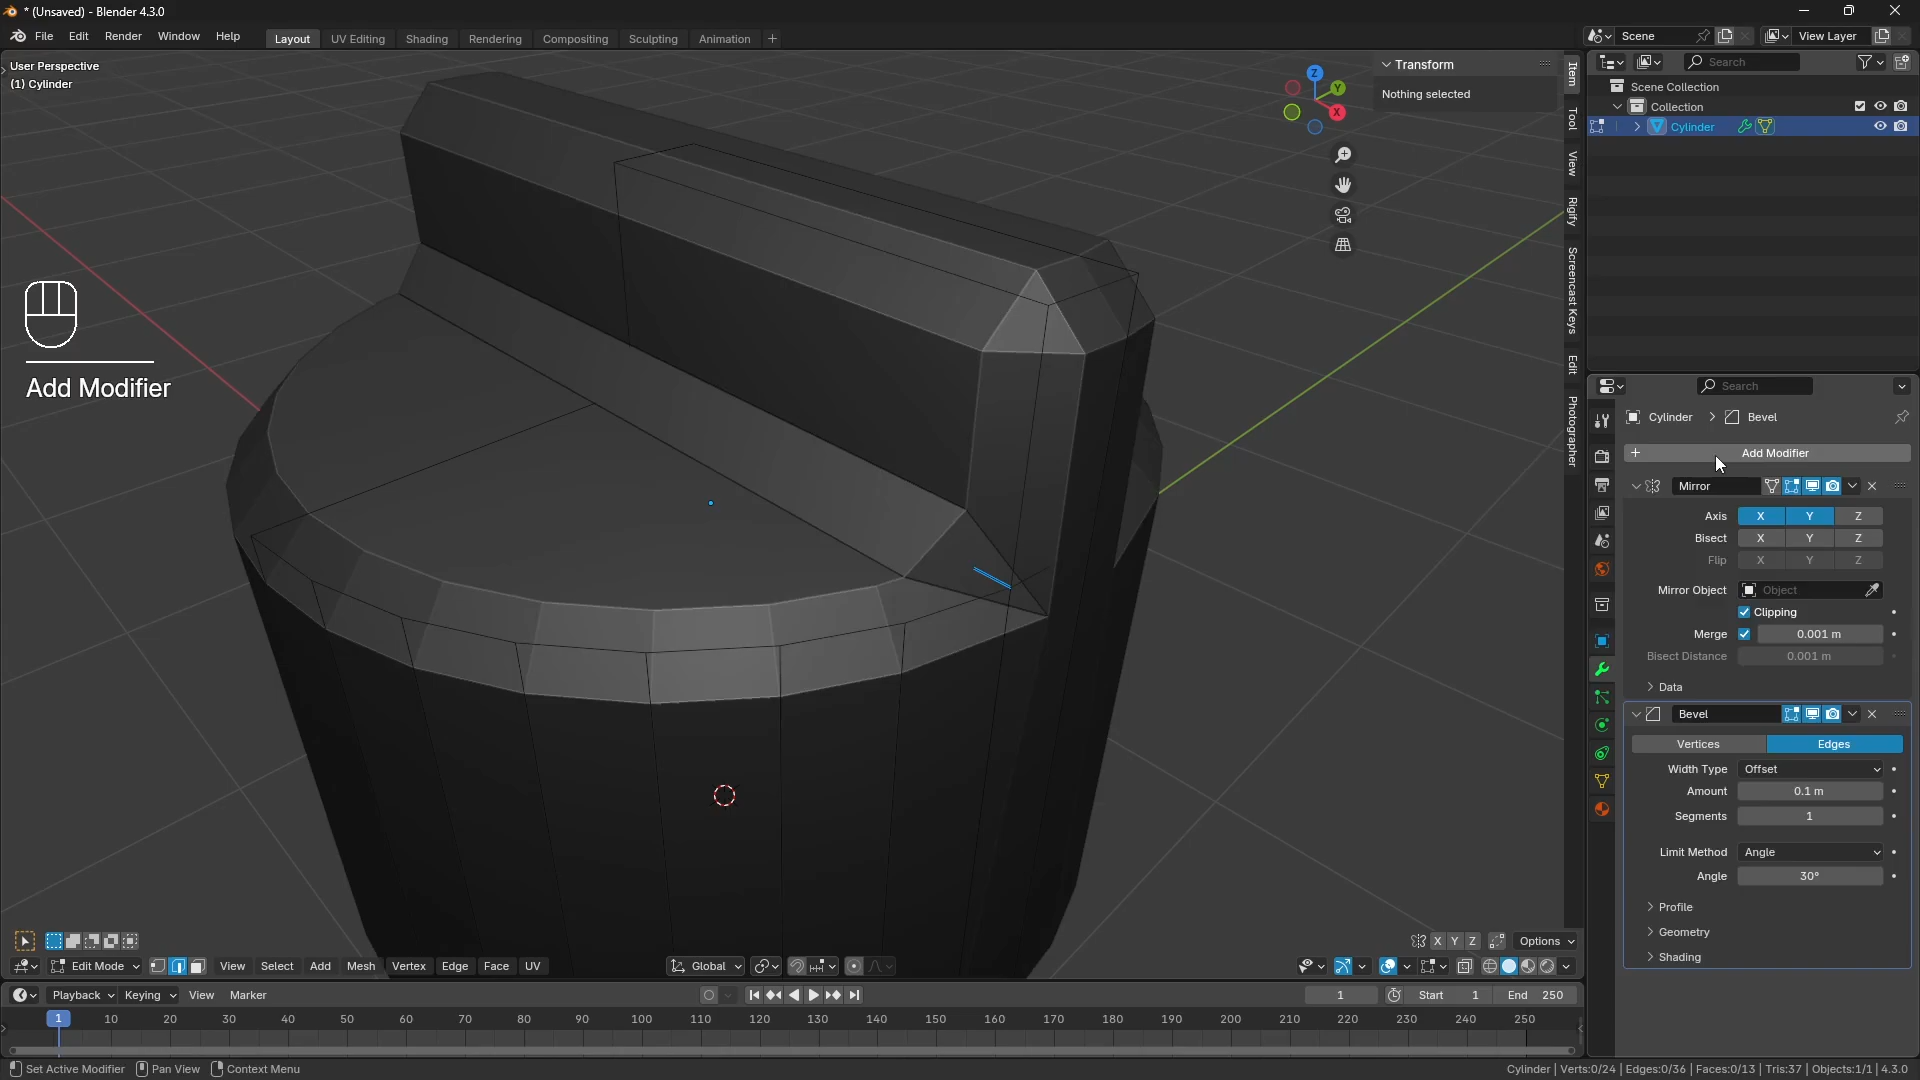 * (Unsaved) - Blender 4.3.0
File Edit Render Window Help
Layout UV Editing Shading Rendering Compositing Sculpting Animation
Scene
View Layer
User Perspective
(1) Cylinder
Transform
Nothing selected
Z
Y
X
Item
Tool
View
Rigify
Screencast Keys
Edit
Photographer
Add Modifier
Search
Scene Collection
Collection
Cylinder
Search
Cylinder > Bevel
Add Modifier
Mirror
Axis X Y Z
Bisect X Y Z
Flip X Y Z
Mirror Object Object
Clipping
Merge 0.001 m
Bisect Distance 0.001 m
Data
Bevel
Vertices Edges
Width Type Offset
Amount 0.1 m
Segments 1
Limit Method Angle
Angle 30°
Profile
Geometry
Shading
X Y Z Options
Edit Mode View Select Add Mesh Vertex Edge Face UV Global
Playback Keying View Marker
1 Start 1 End 250
1 10 20 30 40 50 60 70 80 90 100 110 120 130 140 150 160 170 180 190 200 210 220 230 240 250
Set Active Modifier Pan View Context Menu
Cylinder | Verts:0/24 | Edges:0/36 | Faces:0/13 | Tris:37 | Objects:1/1 | 4.3.0